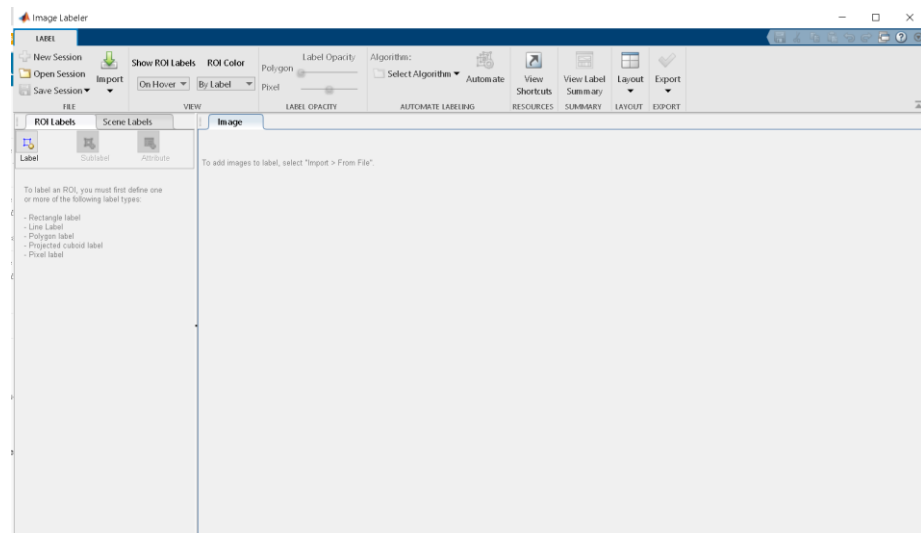 Image Labeler
LABEL
New Session
Open Session
Save Session
Import
FILE
Show ROI Labels
On Hover
ROI Color
By Label
VIEW
Label Opacity
Polygon
Pixel
LABEL OPACITY
Algorithm:
Select Algorithm
Automate
AUTOMATE LABELING
View
Shortcuts
RESOURCES
View Label
Summary
SUMMARY
Layout
LAYOUT
Export
EXPORT
ROI Labels
Scene Labels
Label
Sublabel
Attribute
To label an ROI, you must first define one
or more of the following label types:
- Rectangle label
- Line Label
- Polygon label
- Projected cuboid label
- Pixel label
Image
To add images to label, select "Import > From File".